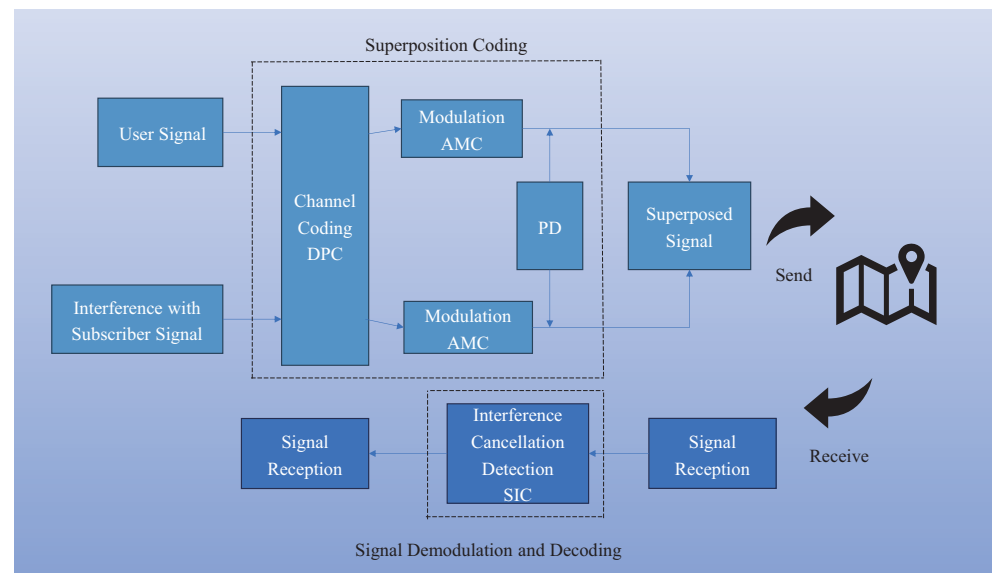 Superposition Coding
User Signal
Modulation
AMC
Channel
Coding
DPC
PD
Superposed
Signal
Send
Interference with
Subscriber Signal
Modulation
AMC
Signal
Reception
Interference
Cancellation
Detection
SIC
Signal
Reception
Receive
Signal Demodulation and Decoding